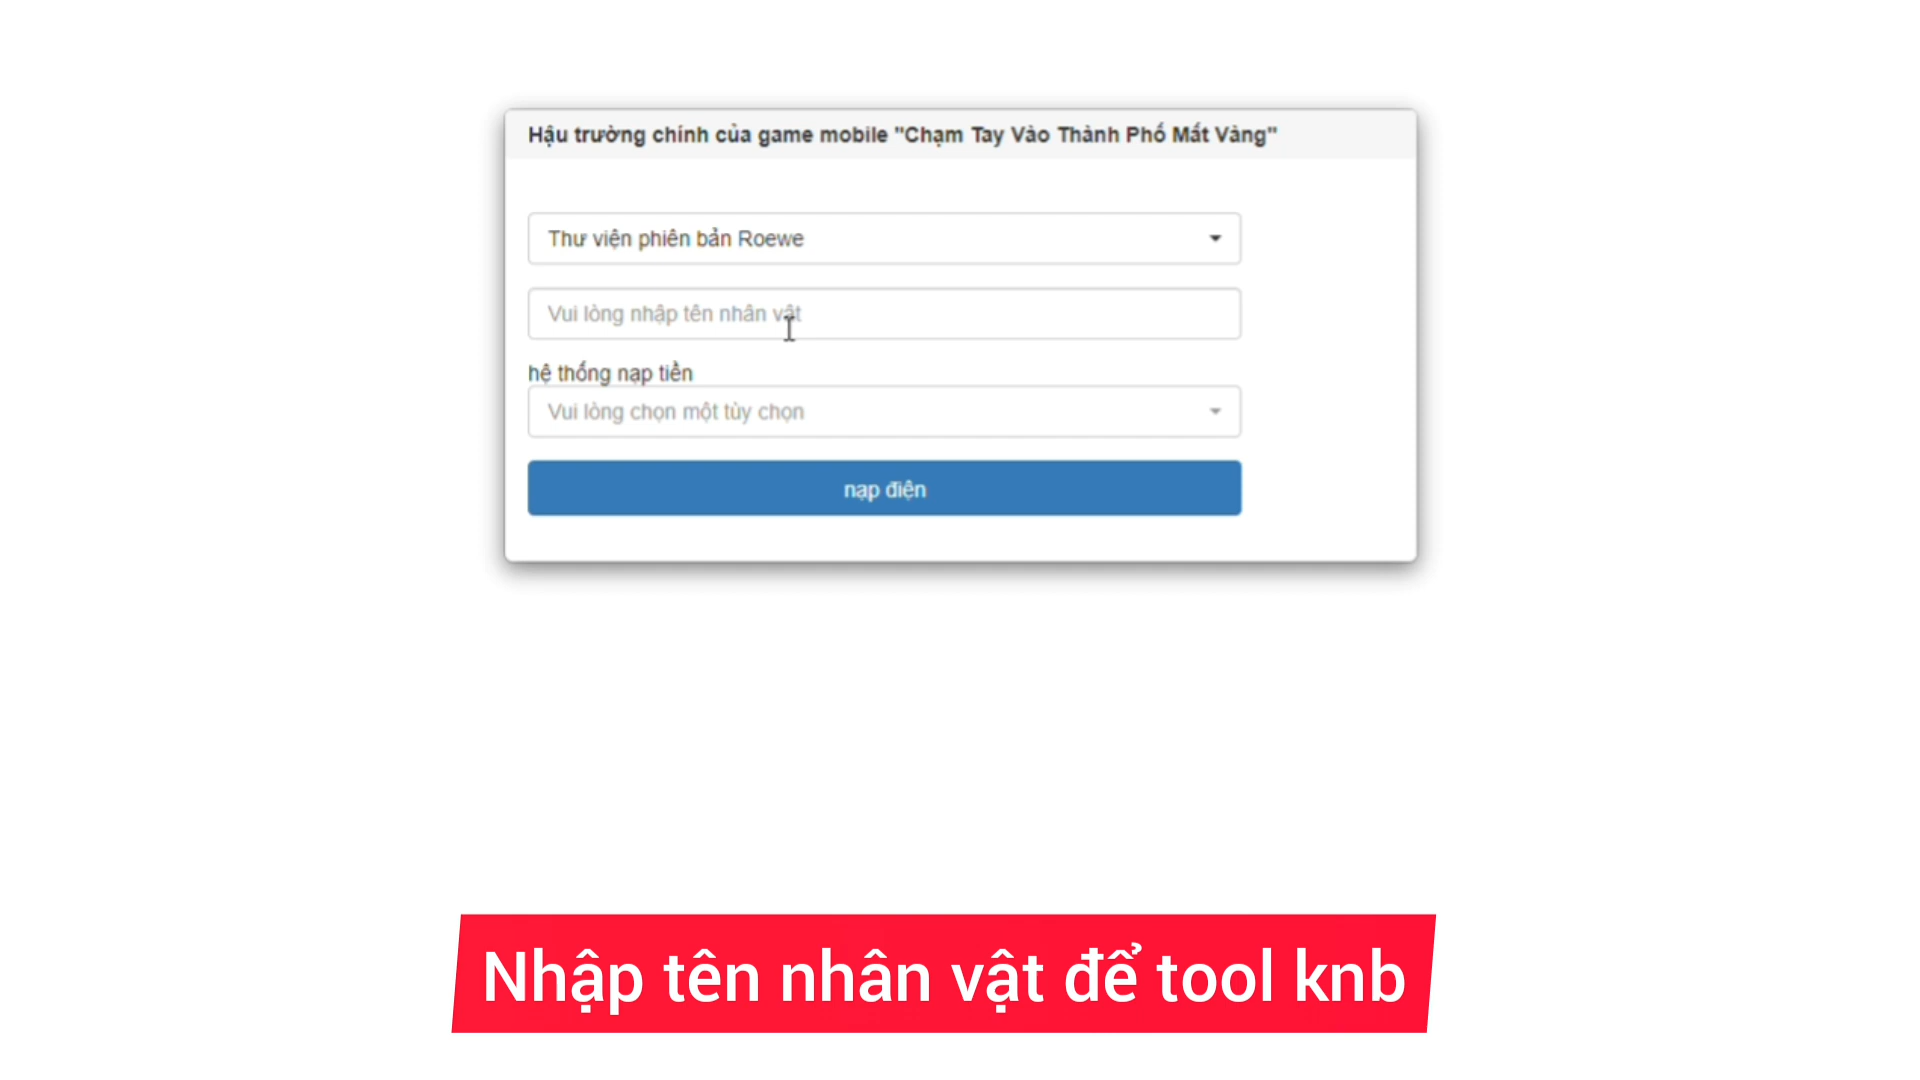 Hậu trường chính của game mobile "Chạm Tay Vào Thành Phố Mất Vàng"
Thư viện phiên bản Roewe
Vui lòng nhập tên nhân vật
hệ thống nạp tiền
Vui lòng chọn một tùy chọn
nạp điện
Nhập tên nhân vật để tool knb